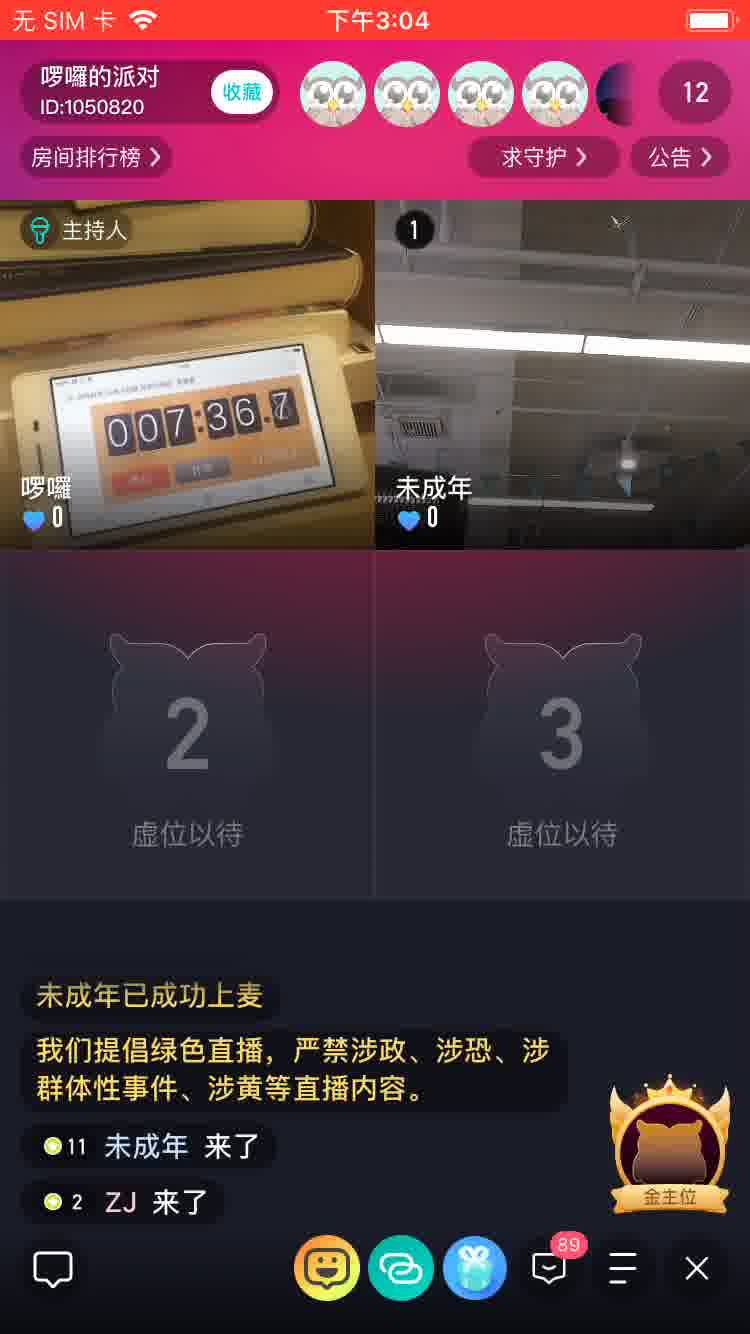 无 SIM 卡
下午3:04
啰囉的派对
ID:1050820
收藏
12
房间排行榜
求守护
公告
主持人
1
007:36.7
啰囉
0
未成年
0
2
3
虚位以待
虚位以待
未成年已成功上麦
我们提倡绿色直播，严禁涉政、涉恐、涉
群体性事件、涉黄等直播内容。
11 未成年 来了
2 ZJ 来了
金主位
89